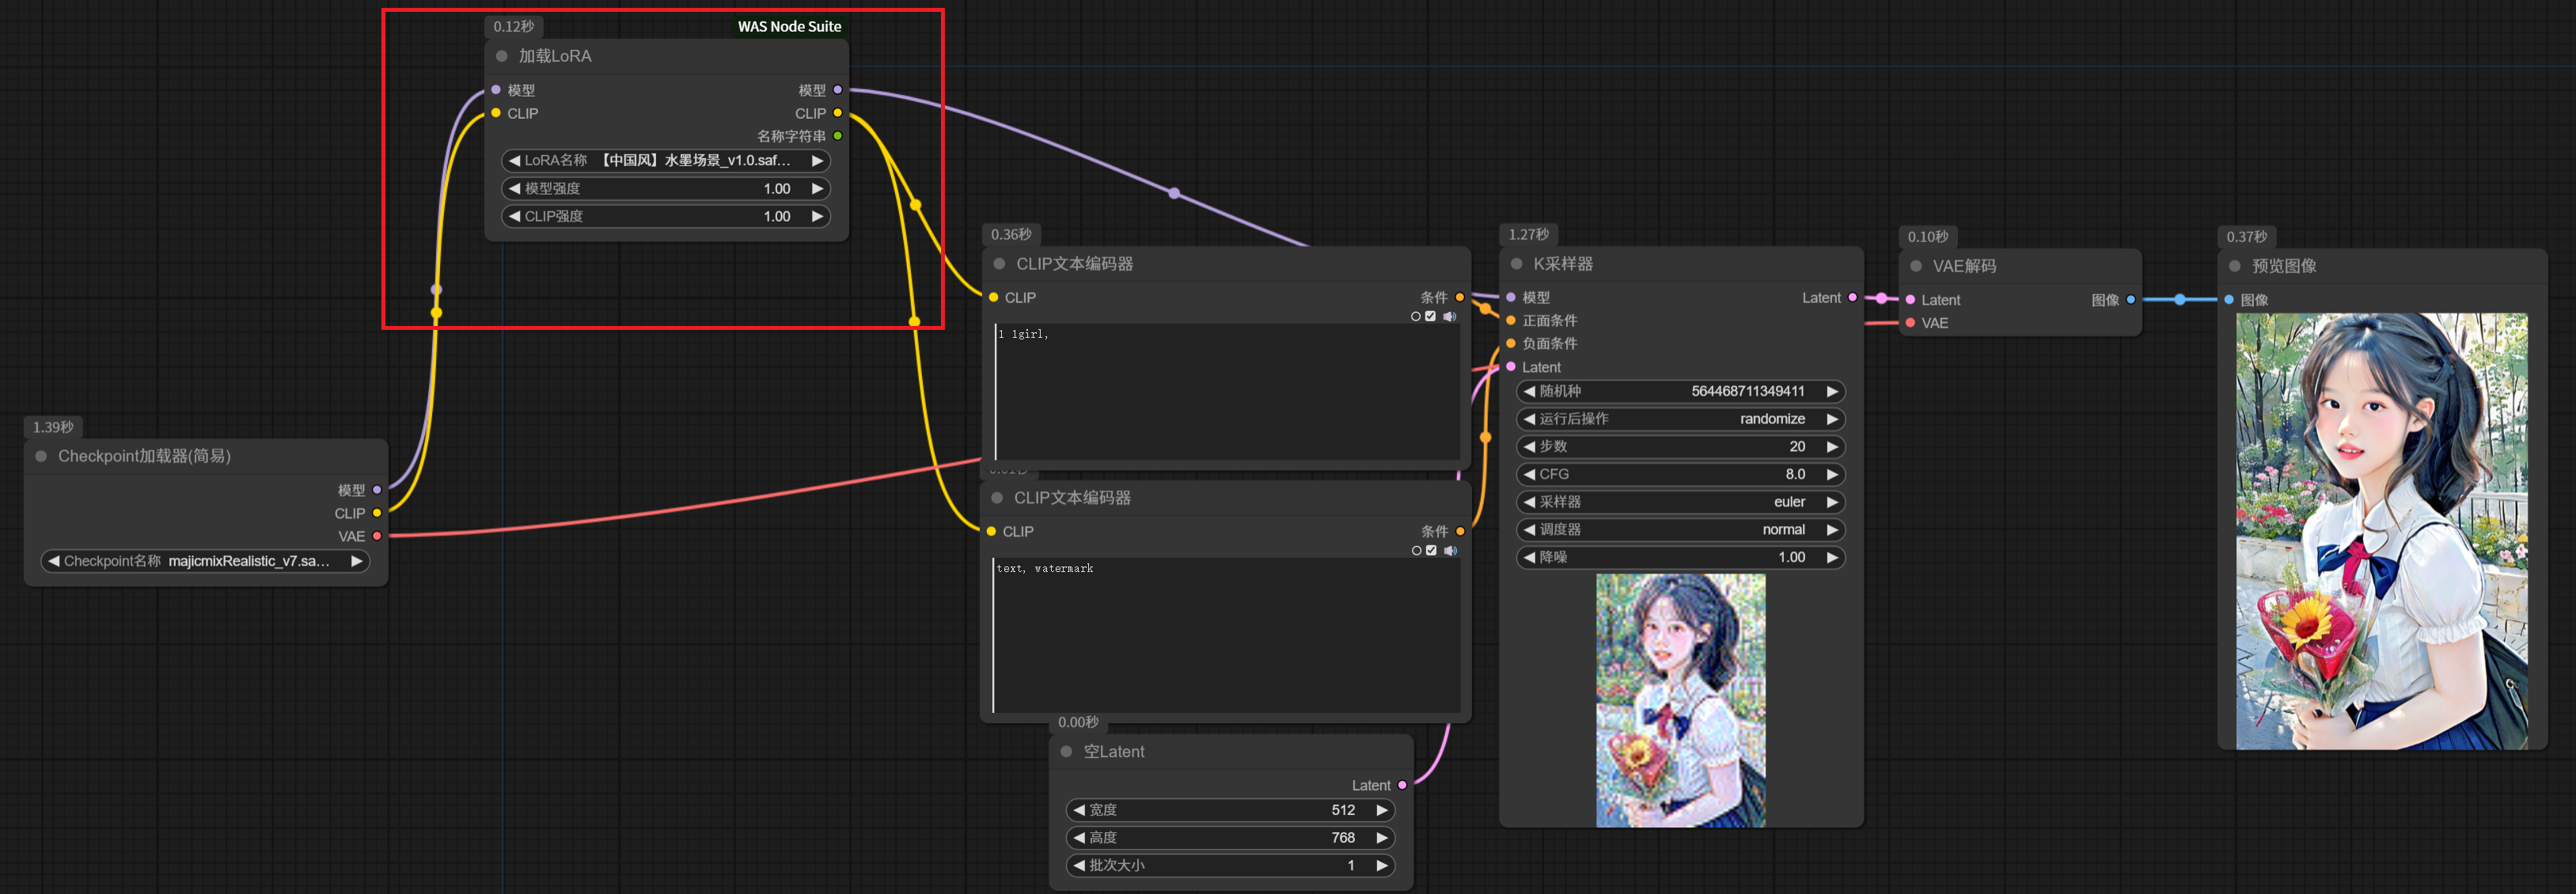 0.12秒
WAS Node Suite
加载LoRA
模型
模型
CLIP
CLIP
名称字符串
LoRA名称 【中国风】水墨场景_v1.0.saf...
模型强度 1.00
CLIP强度 1.00
1.39秒
Checkpoint加载器(简易)
模型
CLIP
VAE
Checkpoint名称 majicmixRealistic_v7.sa...
0.36秒
CLIP文本编码器
CLIP
条件
1 1girl,
CLIP文本编码器
CLIP
条件
text, watermark
0.00秒
空Latent
Latent
宽度 512
高度 768
批次大小 1
1.27秒
K采样器
模型
Latent
正面条件
负面条件
Latent
随机种 564468711349411
运行后操作 randomize
步数 20
CFG 8.0
采样器 euler
调度器 normal
降噪 1.00
0.10秒
VAE解码
Latent
图像
VAE
0.37秒
预览图像
图像